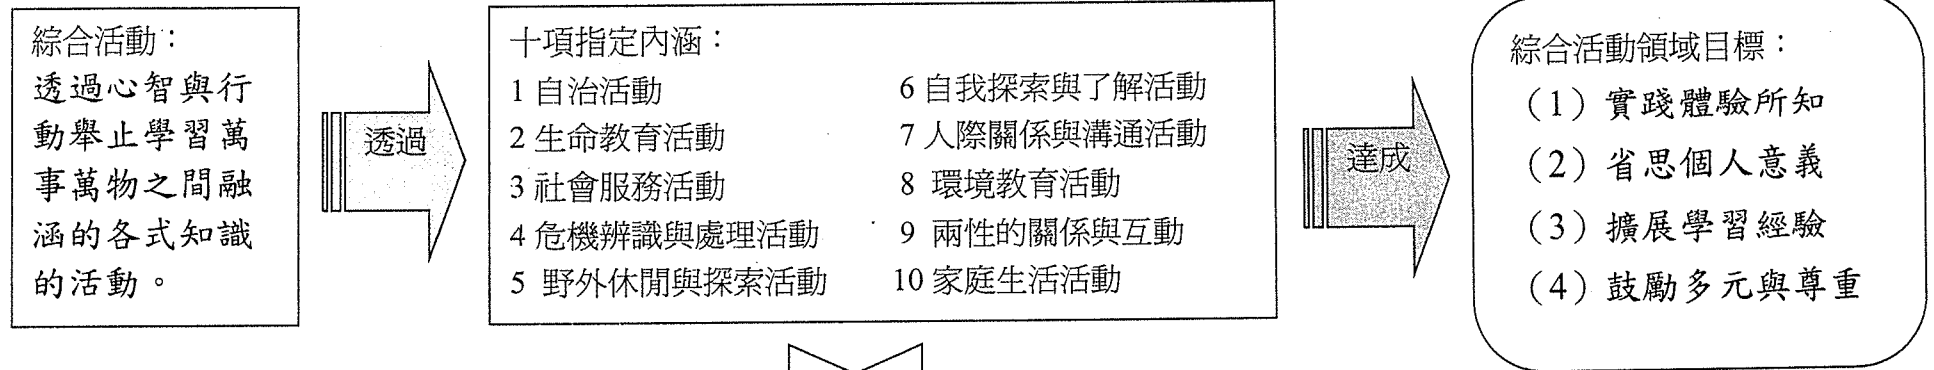 綜合活動：
透過心智與行
動舉止學習萬
事萬物之間融
涵的各式知識
的活動。
透過
十項指定內涵：
1 自治活動
2 生命教育活動
3 社會服務活動
4 危機辨識與處理活動
5 野外休閒與探索活動
6 自我探索與了解活動
7 人際關係與溝通活動
8 環境教育活動
9 兩性的關係與互動
10 家庭生活活動
達成
綜合活動領域目標：
（1）實踐體驗所知
（2）省思個人意義
（3）擴展學習經驗
（4）鼓勵多元與尊重